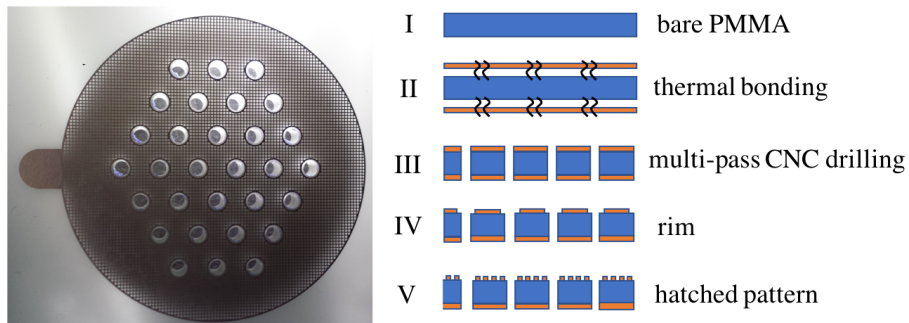 I bare PMMA
II thermal bonding
III multi-pass CNC drilling
IV rim
V hatched pattern